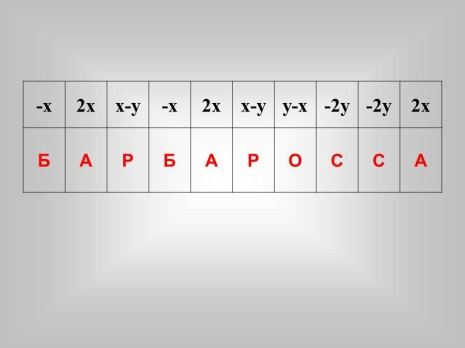 -x 2x x-y -x 2x x-y y-x -2y -2y 2x
Б А Р Б А Р О С С А